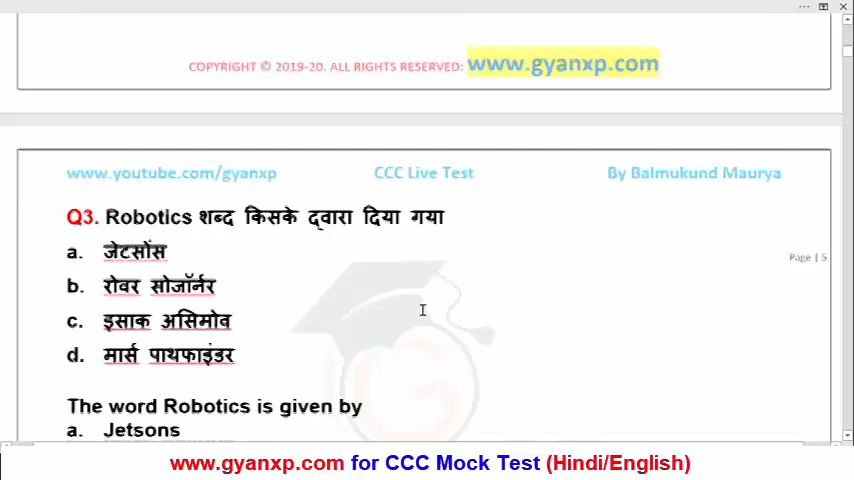 COPYRIGHT © 2019-20. ALL RIGHTS RESERVED: www.gyanxp.com
www.youtube.com/gyanxp CCC Live Test By Balmukund Maurya
Q3. Robotics शब्द किसके द्वारा दिया गया
a. जेटसोंस
Page | 5
b. रोवर सोजॉर्नर
c. इसाक असिमोव
d. मार्स पाथफाइंडर
The word Robotics is given by
a. Jetsons
www.gyanxp.com for CCC Mock Test (Hindi/English)